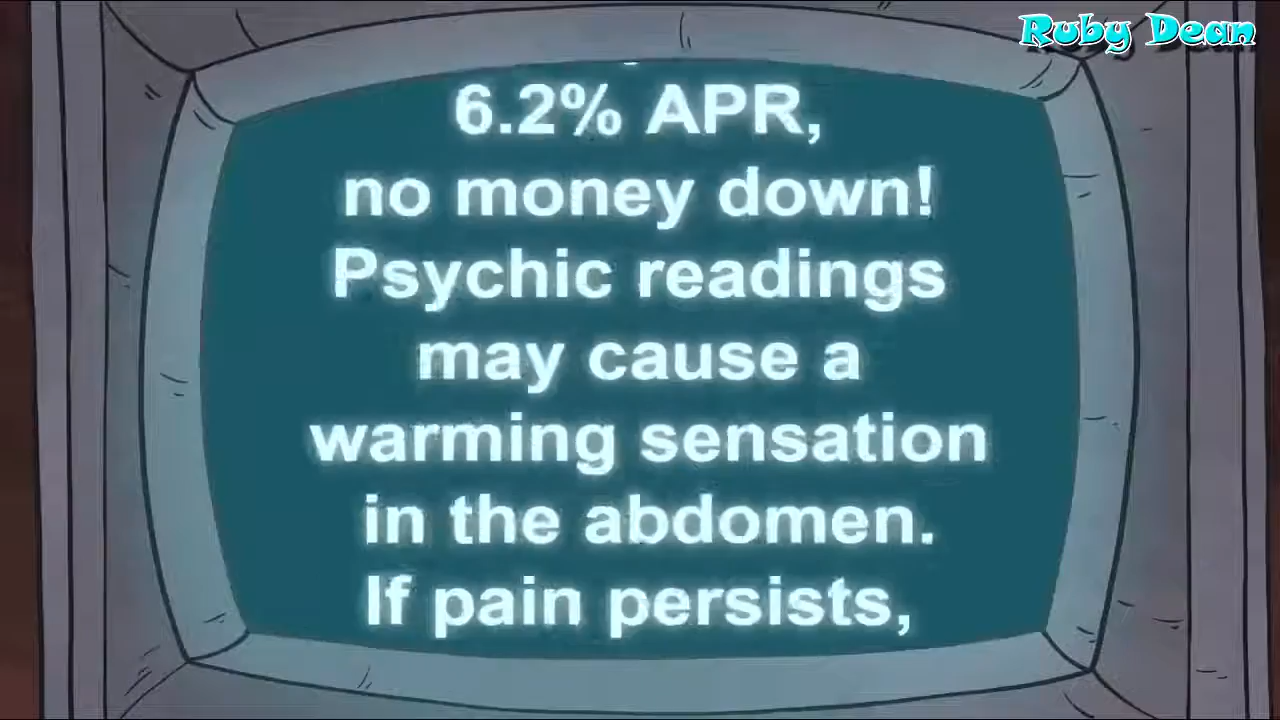 Ruby Dean
6.2% APR,
no money down!
Psychic readings
may cause a
warming sensation
in the abdomen.
If pain persists,